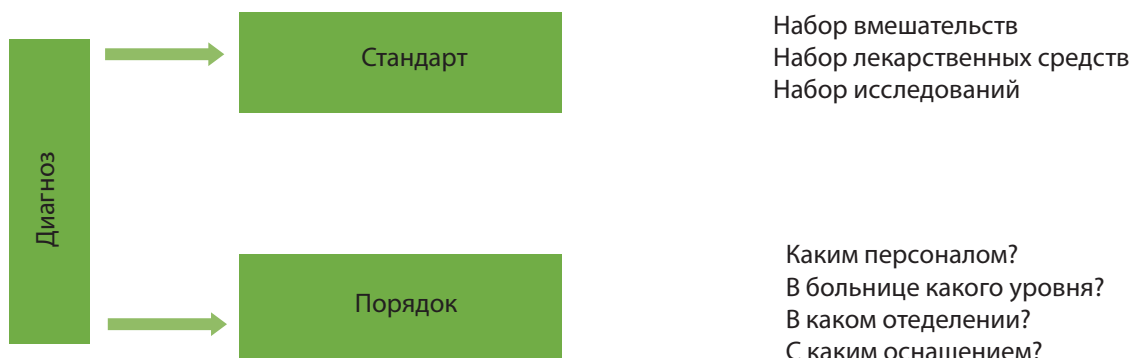 Диагноз
Стандарт
Набор вмешательств
Набор лекарственных средств
Набор исследований
Порядок
Каким персоналом?
В больнице какого уровня?
В каком отеделении?
С каким оснащением?